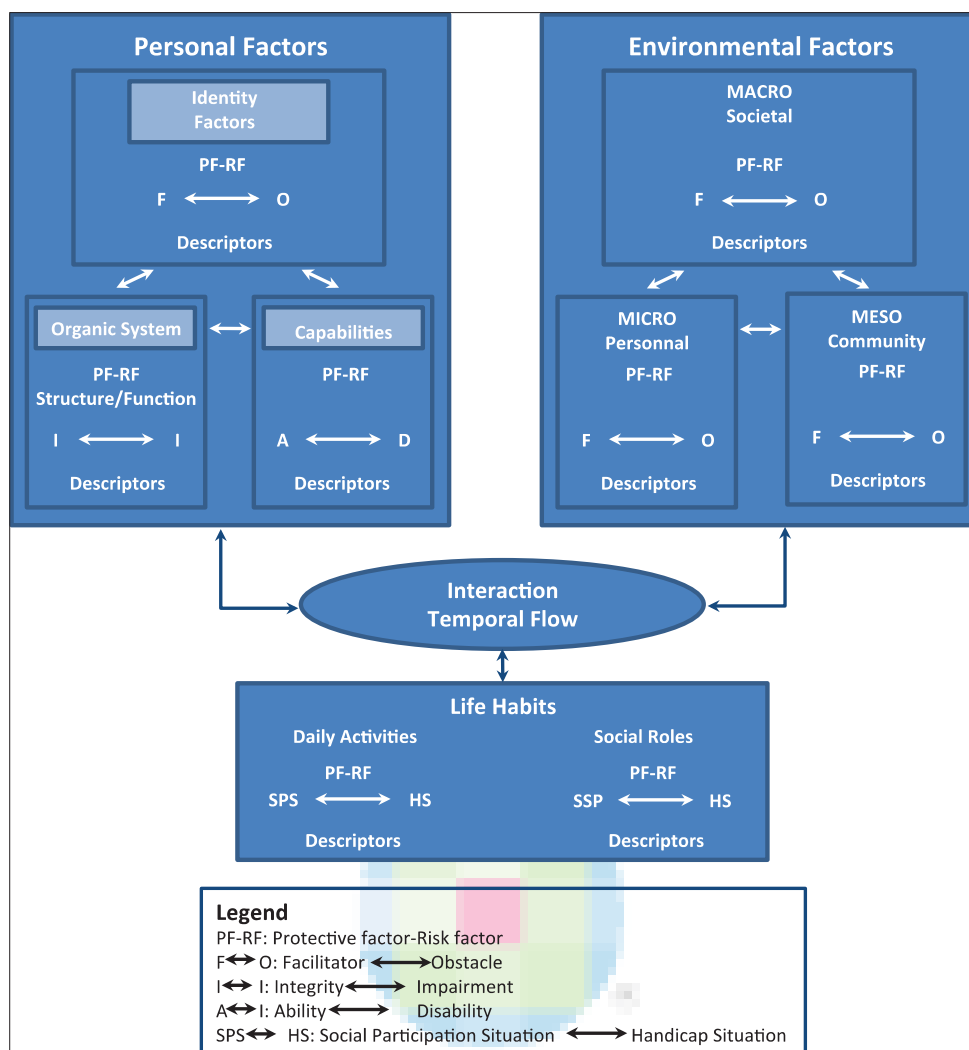 Personal Factors
Identity
Factors
PF-RF
F O
Descriptors
Organic System
PF-RF
Structure/Function
I I
Descriptors
Capabilities
PF-RF
A D
Descriptors
Environmental Factors
MACRO
Societal
PF-RF
F O
Descriptors
MICRO
Personnal
PF-RF
F O
Descriptors
MESO
Community
PF-RF
F O
Descriptors
Interaction
Temporal Flow
Life Habits
Daily Activities
PF-RF
SPS HS
Descriptors
Social Roles
PF-RF
SSP HS
Descriptors
Legend
PF-RF: Protective factor-Risk factor
F ↔ O: Facilitator ↔ Obstacle
I ↔ I: Integrity ↔ Impairment
A ↔ I: Ability ↔ Disability
SPS ↔ HS: Social Participation Situation ↔ Handicap Situation